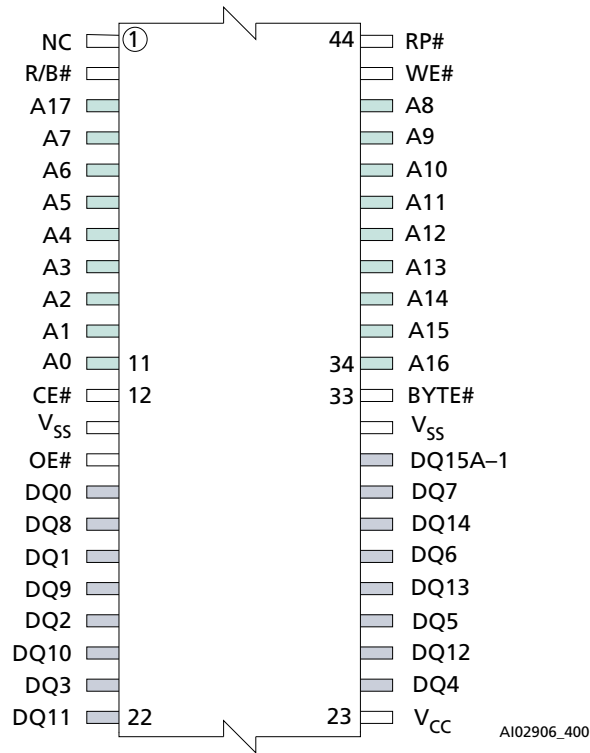 NC ① 44 RP#
R/B# WE#
A17 A8
A7 A9
A6 A10
A5 A11
A4 A12
A3 A13
A2 A14
A1 A15
A0 11 34 A16
CE# 12 33 BYTE#
VSS VSS
OE# DQ15A–1
DQ0 DQ7
DQ8 DQ14
DQ1 DQ6
DQ9 DQ13
DQ2 DQ5
DQ10 DQ12
DQ3 DQ4
DQ11 22 23 VCC
AI02906_400